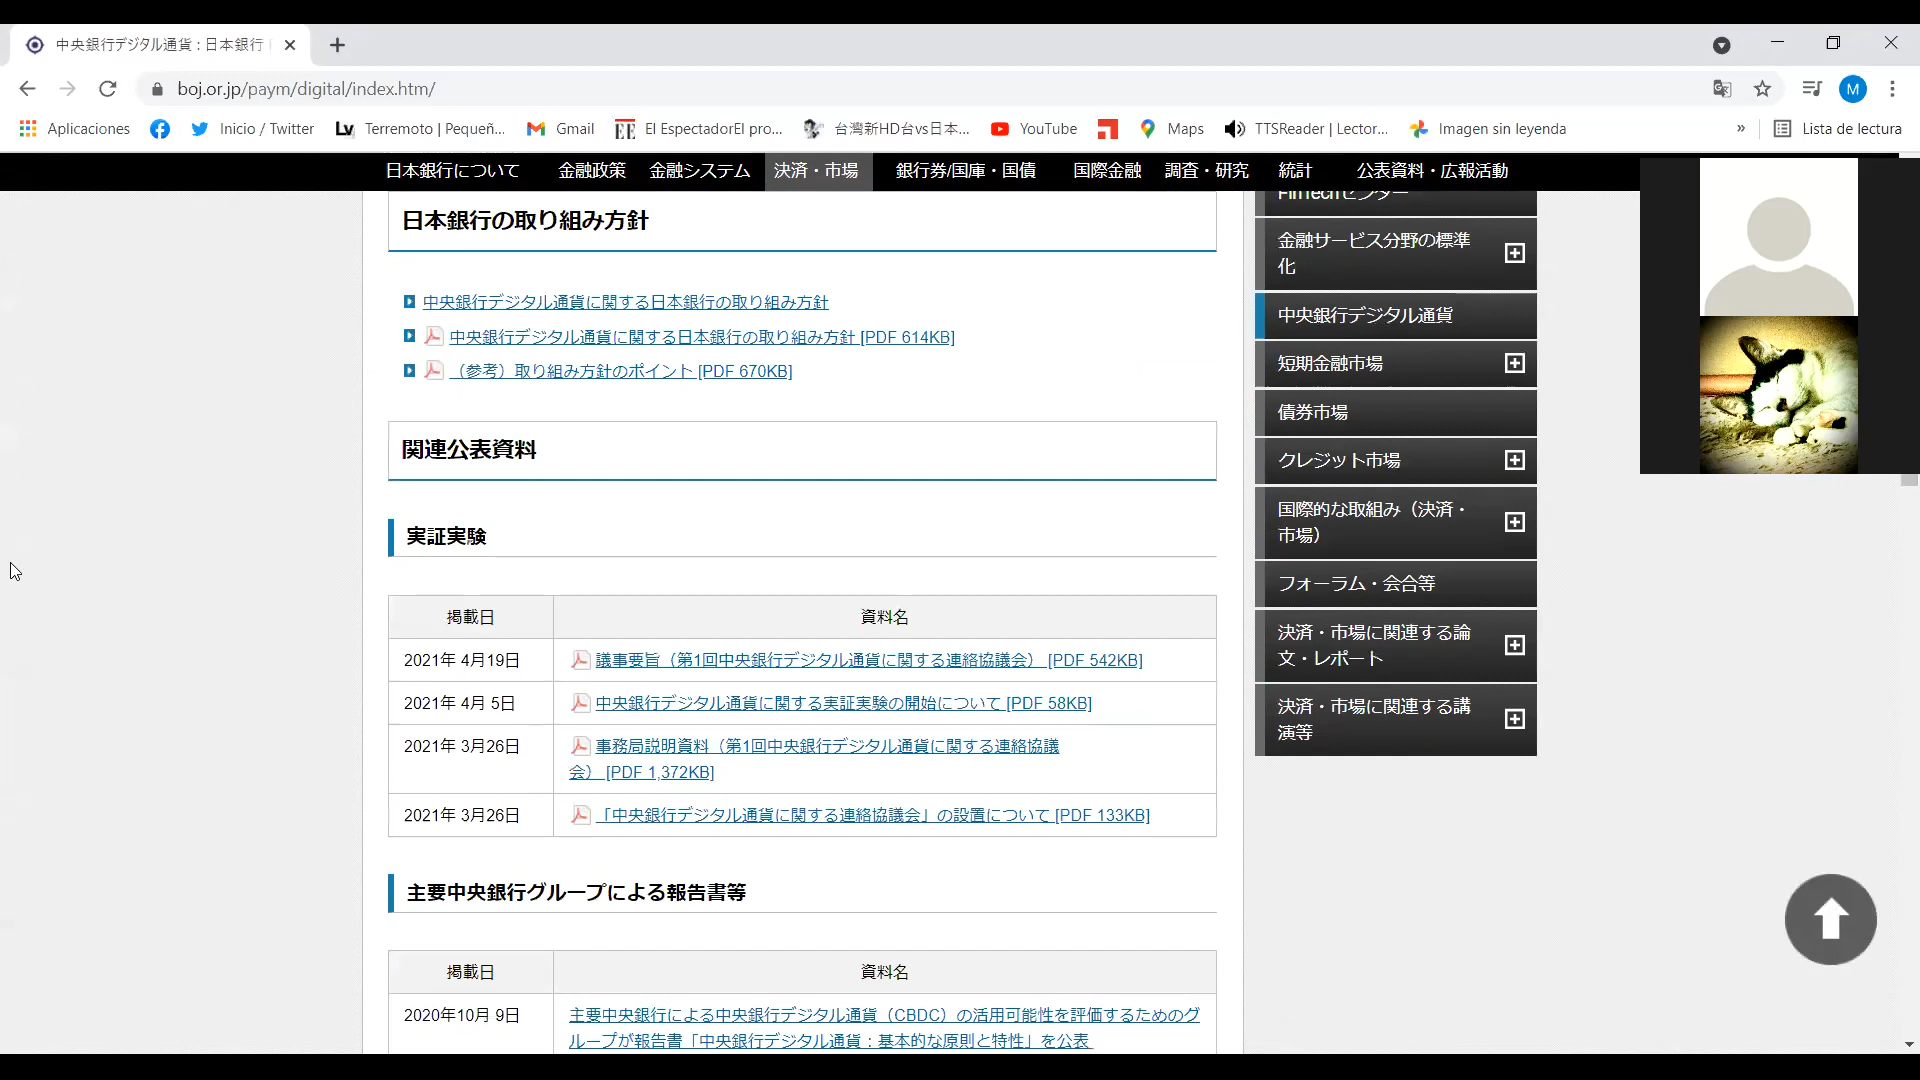 中央銀行デジタル通貨 : 日本銀行
boj.or.jp/paym/digital/index.htm/
M
Aplicaciones
Inicio / Twitter
Lv Terremoto | Pequeñ...
Gmail
EE El EspectadorEl pro...
台湾新HD台vs日本...
YouTube
Maps
TTSReader | Lector...
Imagen sin leyenda
»
Lista de lectura
日本銀行について 金融政策 金融システム 決済・市場 銀行券/国庫・国債 国際金融 調査・研究 統計 公表資料・広報活動
日本銀行の取り組み方針
中央銀行デジタル通貨に関する日本銀行の取り組み方針
中央銀行デジタル通貨に関する日本銀行の取り組み方針 [PDF 614KB]
（参考）取り組み方針のポイント [PDF 670KB]
関連公表資料
実証実験
掲載日 資料名
2021年 4月19日 議事要旨（第1回中央銀行デジタル通貨に関する連絡協議会） [PDF 542KB]
2021年 4月 5日 中央銀行デジタル通貨に関する実証実験の開始について [PDF 58KB]
2021年 3月26日 事務局説明資料（第1回中央銀行デジタル通貨に関する連絡協議
会） [PDF 1,372KB]
2021年 3月26日 「中央銀行デジタル通貨に関する連絡協議会」の設置について [PDF 133KB]
主要中央銀行グループによる報告書等
掲載日 資料名
2020年10月 9日 主要中央銀行による中央銀行デジタル通貨（CBDC）の活用可能性を評価するためのグ
ループが報告書「中央銀行デジタル通貨：基本的な原則と特性」を公表
FinTechセンター
金融サービス分野の標準
化
中央銀行デジタル通貨
短期金融市場
債券市場
クレジット市場
国際的な取組み（決済・
市場）
フォーラム・会合等
決済・市場に関連する論
文・レポート
決済・市場に関連する講
演等